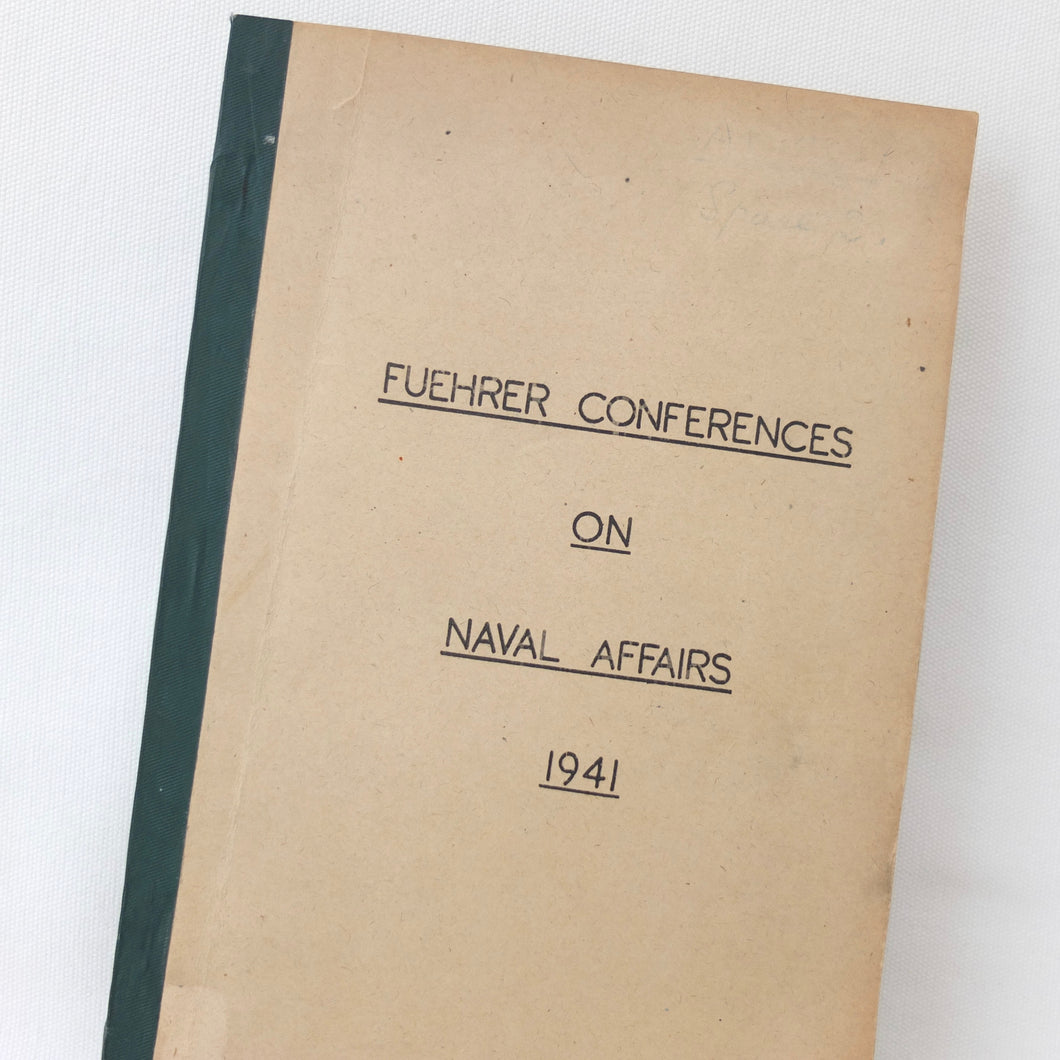 FUEHRER CONFERENCES
ON
NAVAL AFFAIRS
1941